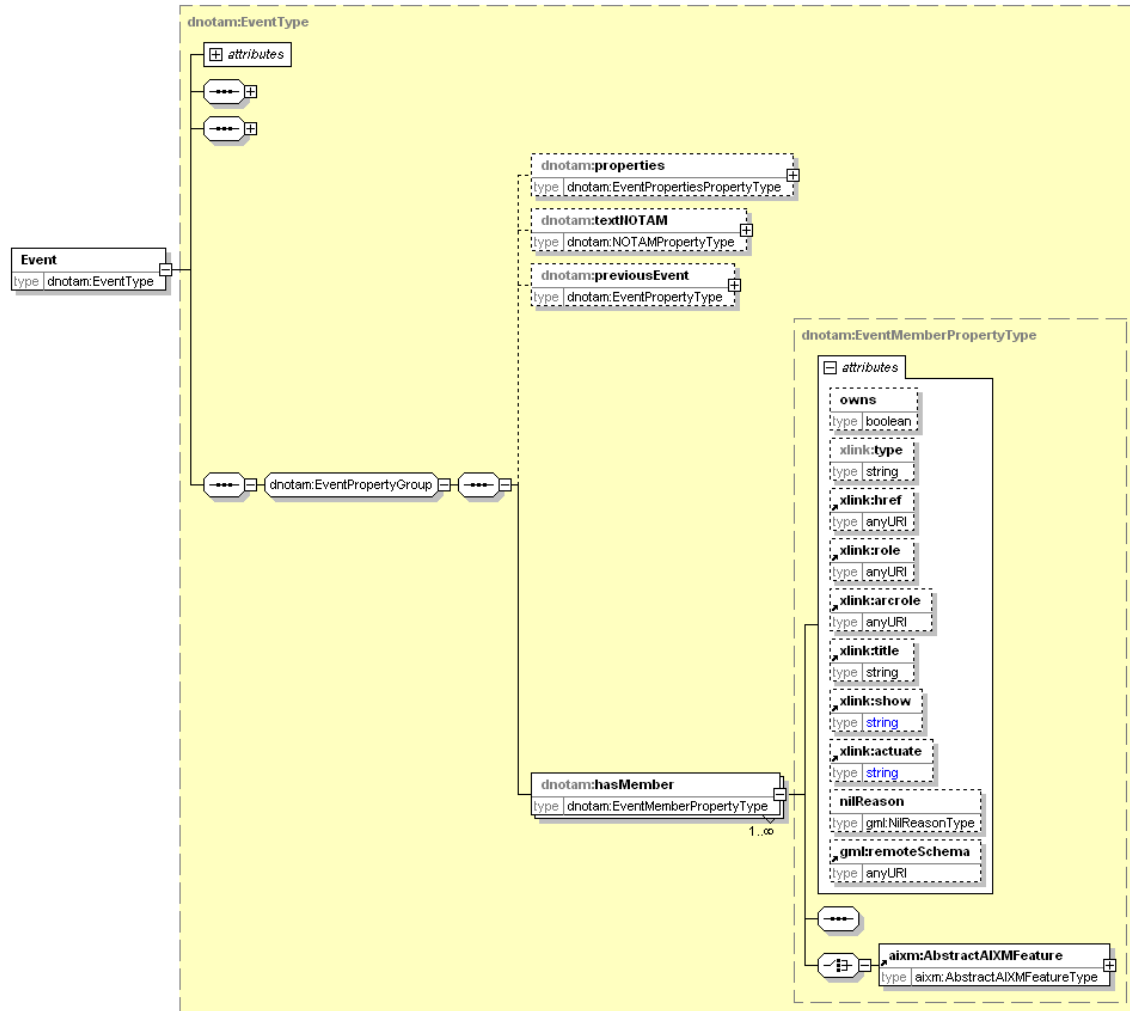 dnotam:EventType
attributes
dnotam:properties
type dnotam:EventPropertiesPropertyType
dnotam:textNOTAM
type dnotam:NOTAMPropertyType
Event
type dnotam:EventType
dnotam:previousEvent
type dnotam:EventPropertyType
dnotam:EventMemberPropertyType
attributes
owns
type boolean
xlink:type
type string
dnotam:EventPropertyGroup
xlink:href
type anyURI
xlink:role
type anyURI
xlink:arcrole
type anyURI
xlink:title
type string
xlink:show
type string
xlink:actuate
type string
dnotam:hasMember
type dnotam:EventMemberPropertyType
1..∞
nilReason
type gml:NilReasonType
gml:remoteSchema
type anyURI
aixm:AbstractAIXMFeature
type aixm:AbstractAIXMFeatureType